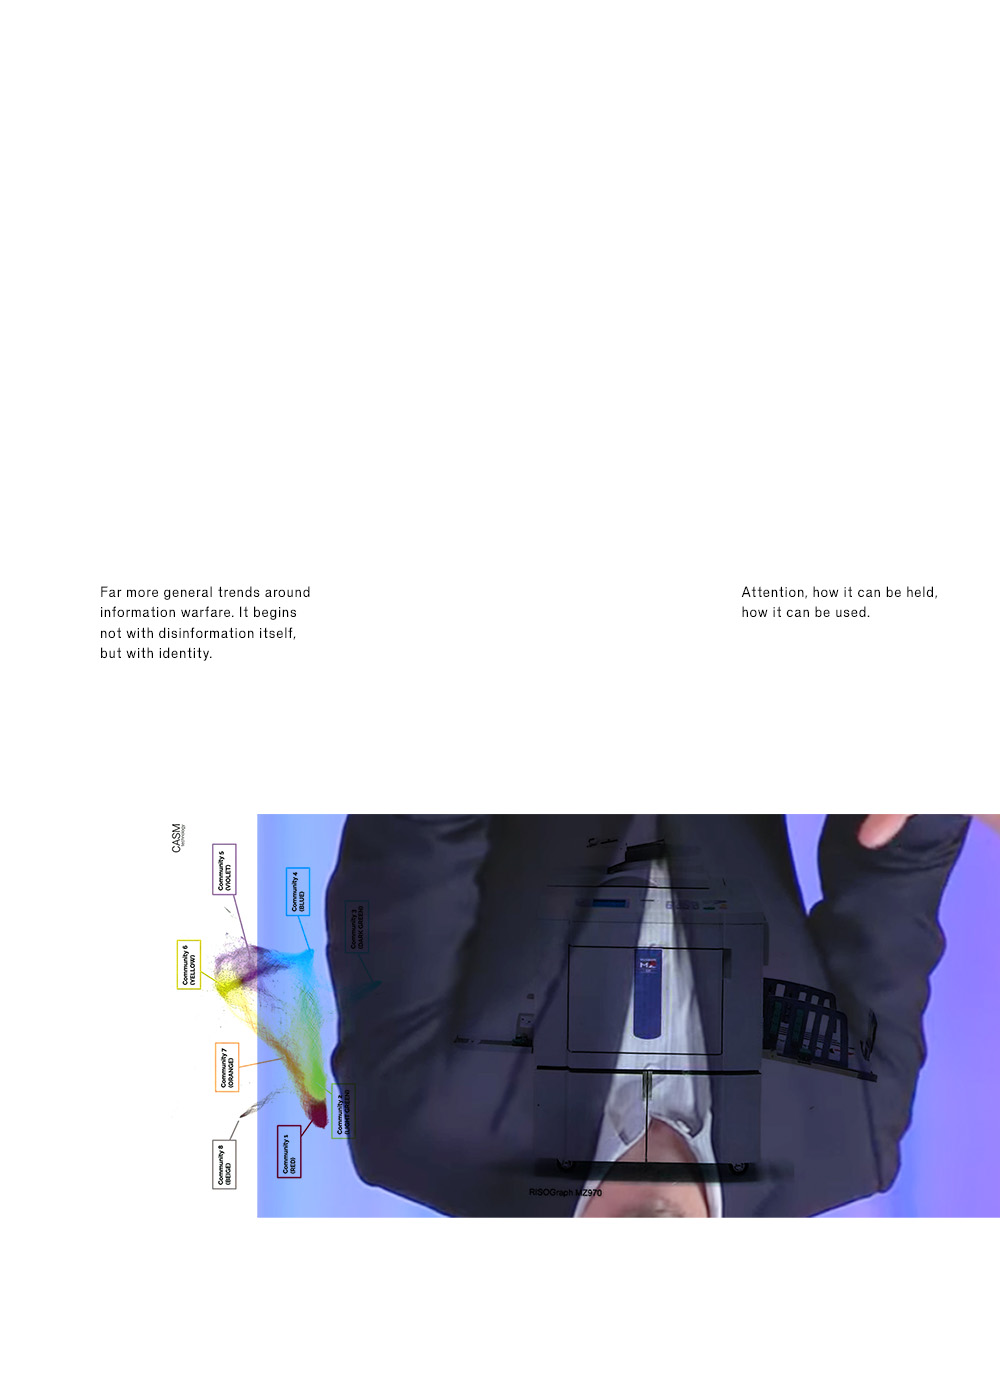 Far more general trends around
information warfare. It begins
not with disinformation itself,
but with identity.
Attention, how it can be held,
how it can be used.
CASM
technology
Community 5
(VIOLET)
Community 4
(BLUE)
Community 3
(DARK GREEN)
Community 6
(YELLOW)
Community 7
(ORANGE)
Community 2
(LIGHT GREEN)
Community 1
(RED)
Community 8
(BEIGE)
RISOGraph MZ970